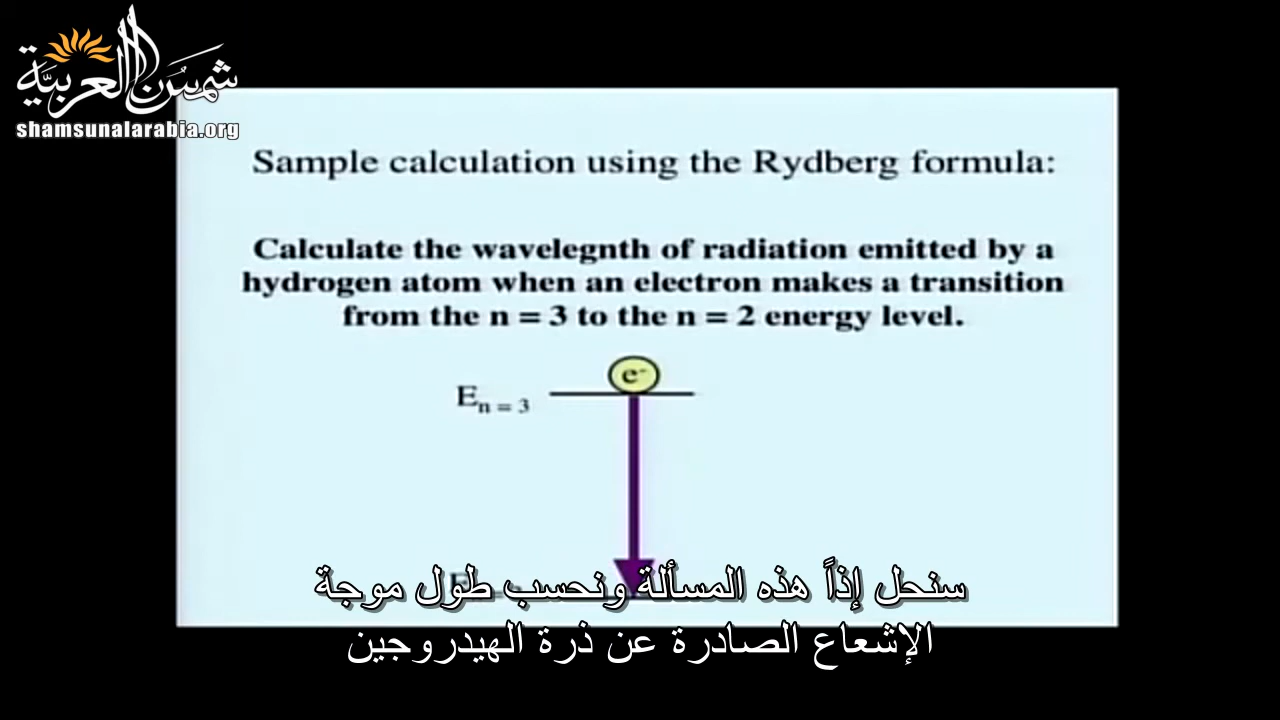 شمس العربية
shamsunalarabia.org
Sample calculation using the Rydberg formula:
Calculate the wavelegnth of radiation emitted by a
hydrogen atom when an electron makes a transition
from the n = 3 to the n = 2 energy level.
e-
En = 3
سنحل إذاً هذه المسألة ونحسب طول موجة
الإشعاع الصادرة عن ذرة الهيدروجين